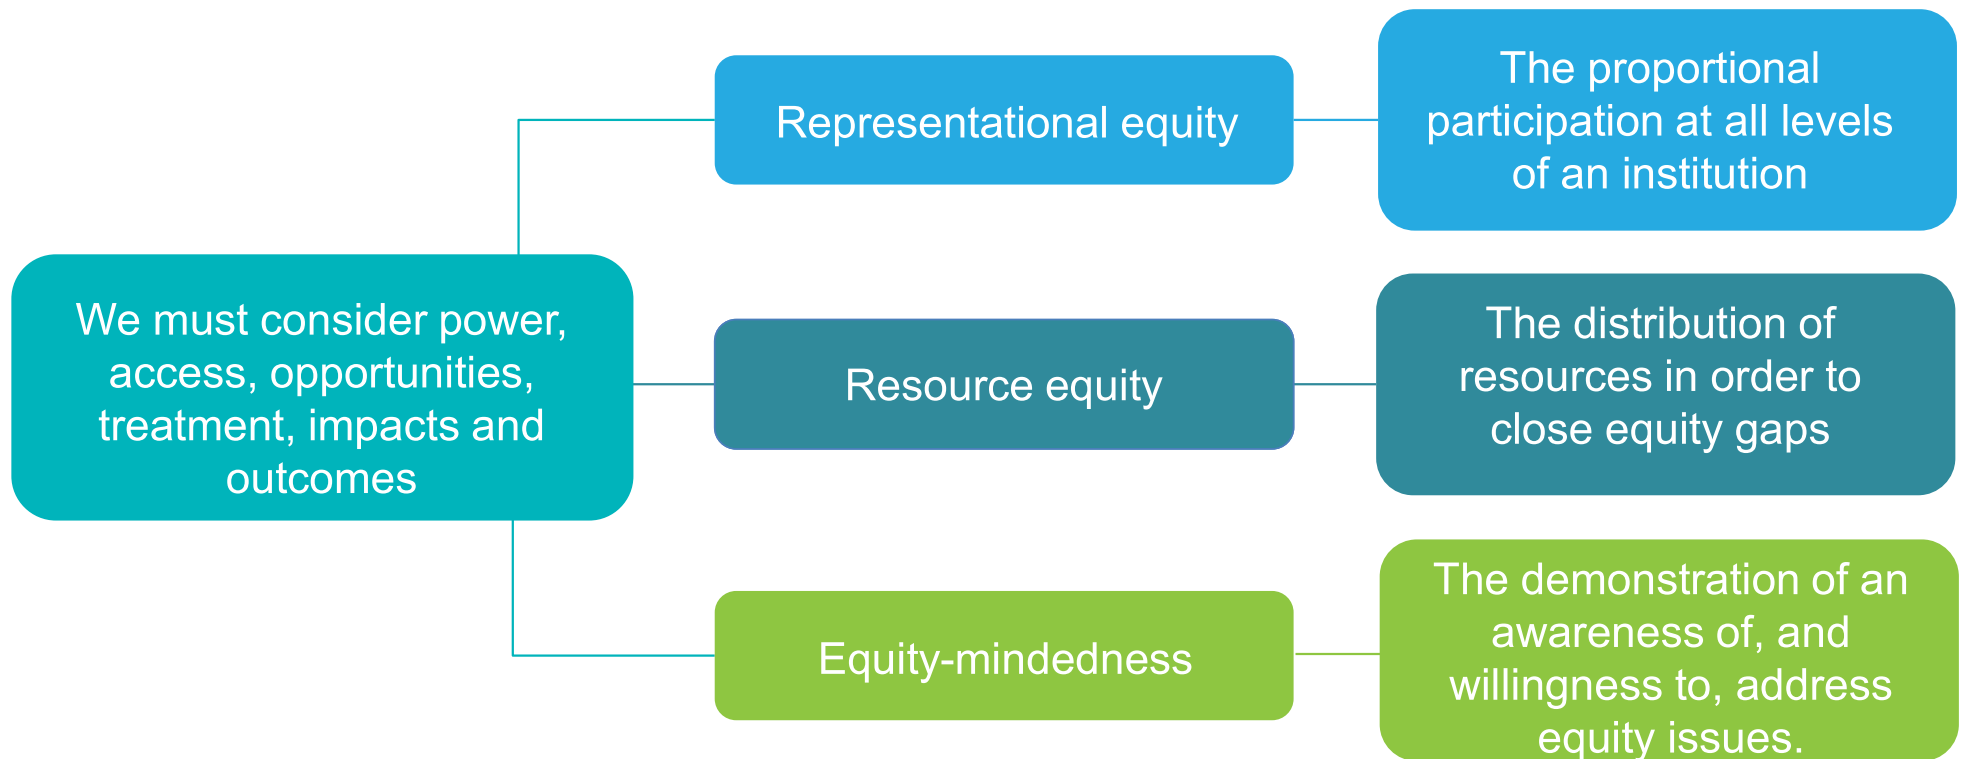 We must consider power,
access, opportunities,
treatment, impacts and
outcomes
Representational equity
The proportional
participation at all levels
of an institution
Resource equity
The distribution of
resources in order to
close equity gaps
Equity-mindedness
The demonstration of an
awareness of, and
willingness to, address
equity issues.